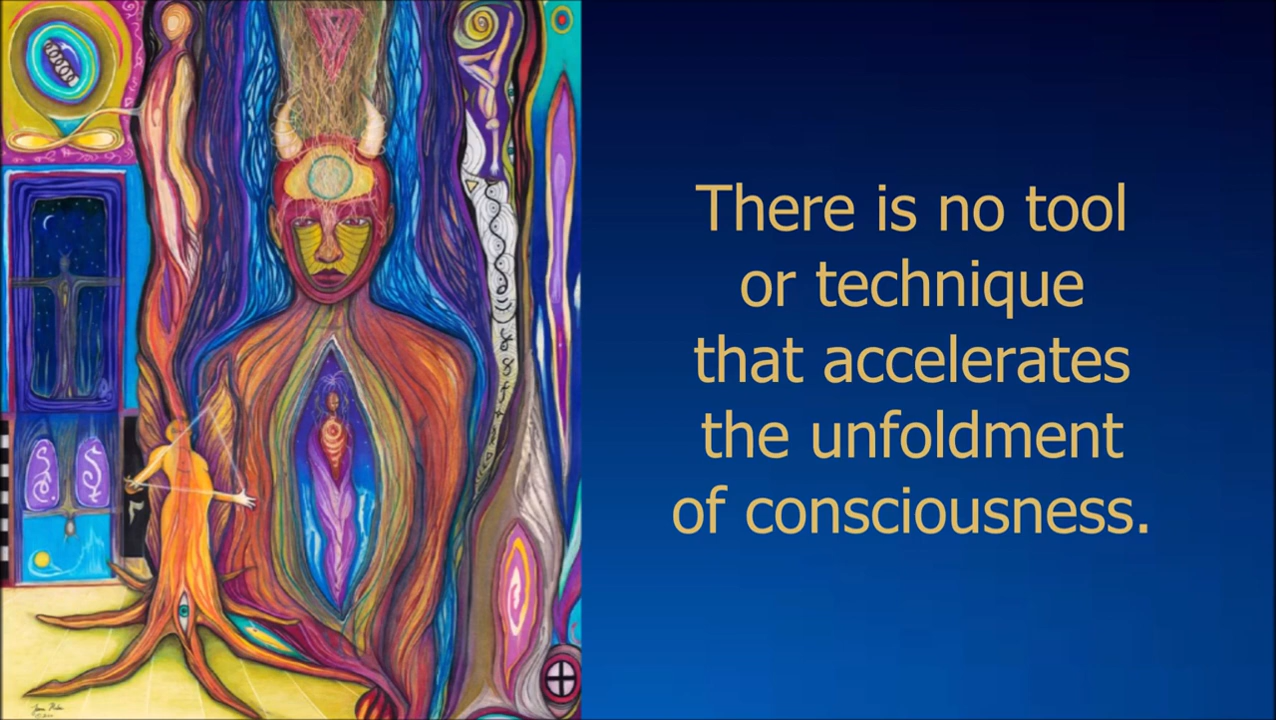 There is no tool
or technique
that accelerates
the unfoldment
of consciousness.